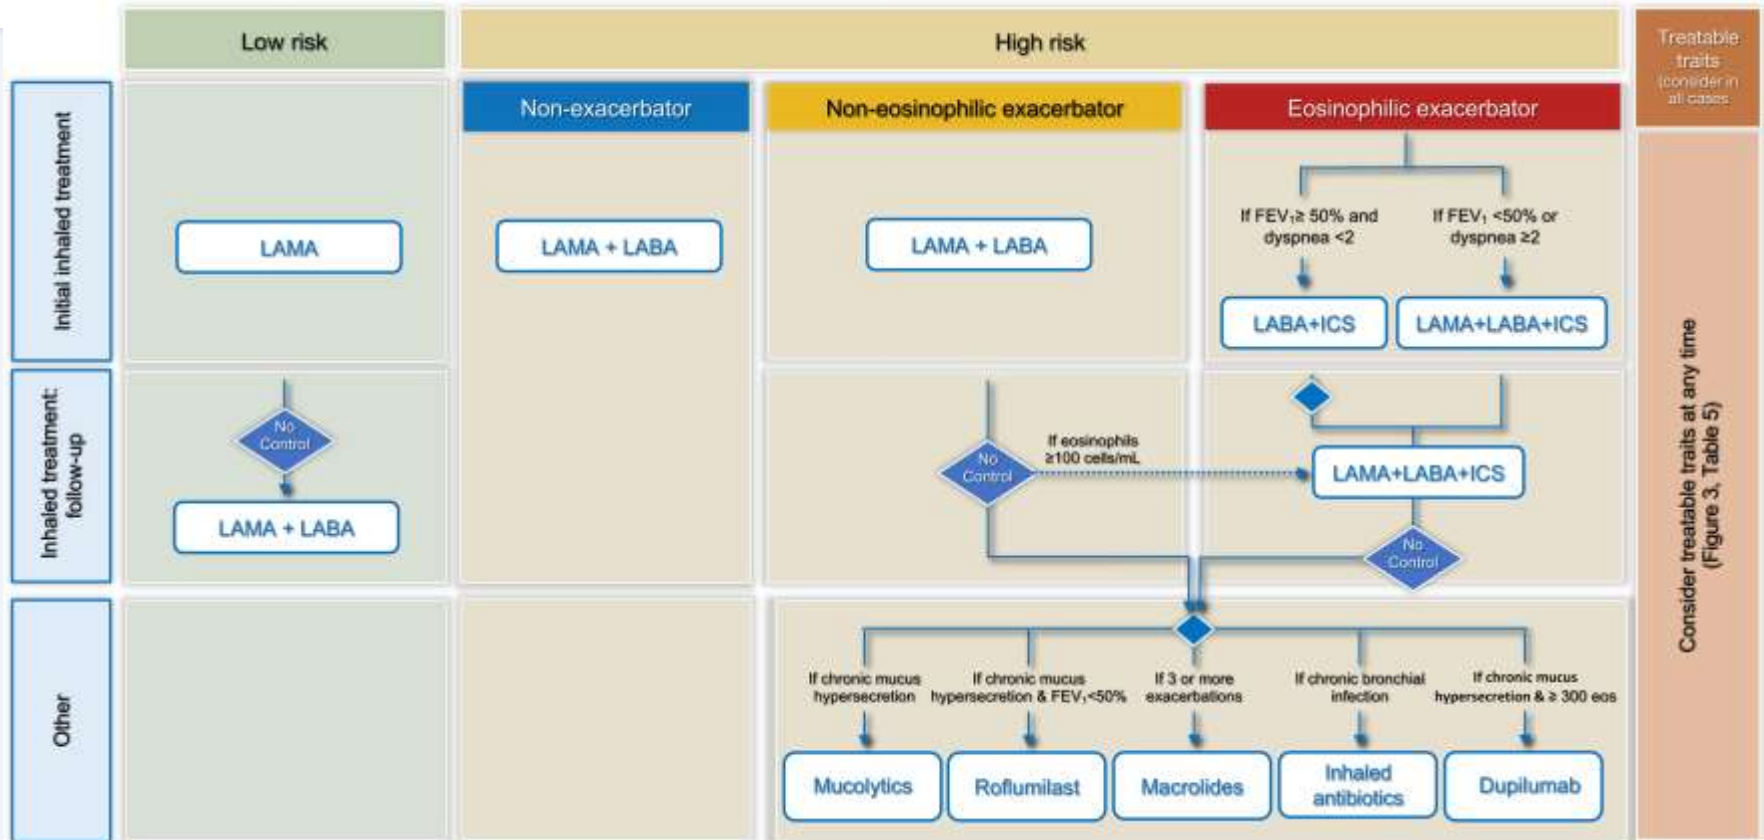 Low risk
High risk
Treatable
traits
(consider in
all cases
Non-exacerbator
Non-eosinophilic exacerbator
Eosinophilic exacerbator
Initial inhaled treatment
LAMA
LAMA + LABA
LAMA + LABA
If FEV₁≥ 50% and
dyspnea <2
If FEV₁ <50% or
dyspnea ≥2
LABA+ICS
LAMA+LABA+ICS
Inhaled treatment:
follow-up
No
Control
LAMA + LABA
No
Control
If eosinophils
≥100 cells/mL
LAMA+LABA+ICS
No
Control
Consider treatable traits at any time
(Figure 3, Table 5)
Other
If chronic mucus
hypersecretion
If chronic mucus
hypersecretion & FEV₁<50%
If 3 or more
exacerbations
If chronic bronchial
infection
If chronic mucus
hypersecretion & ≥ 300 eos
Mucolytics
Roflumilast
Macrolides
Inhaled
antibiotics
Dupilumab